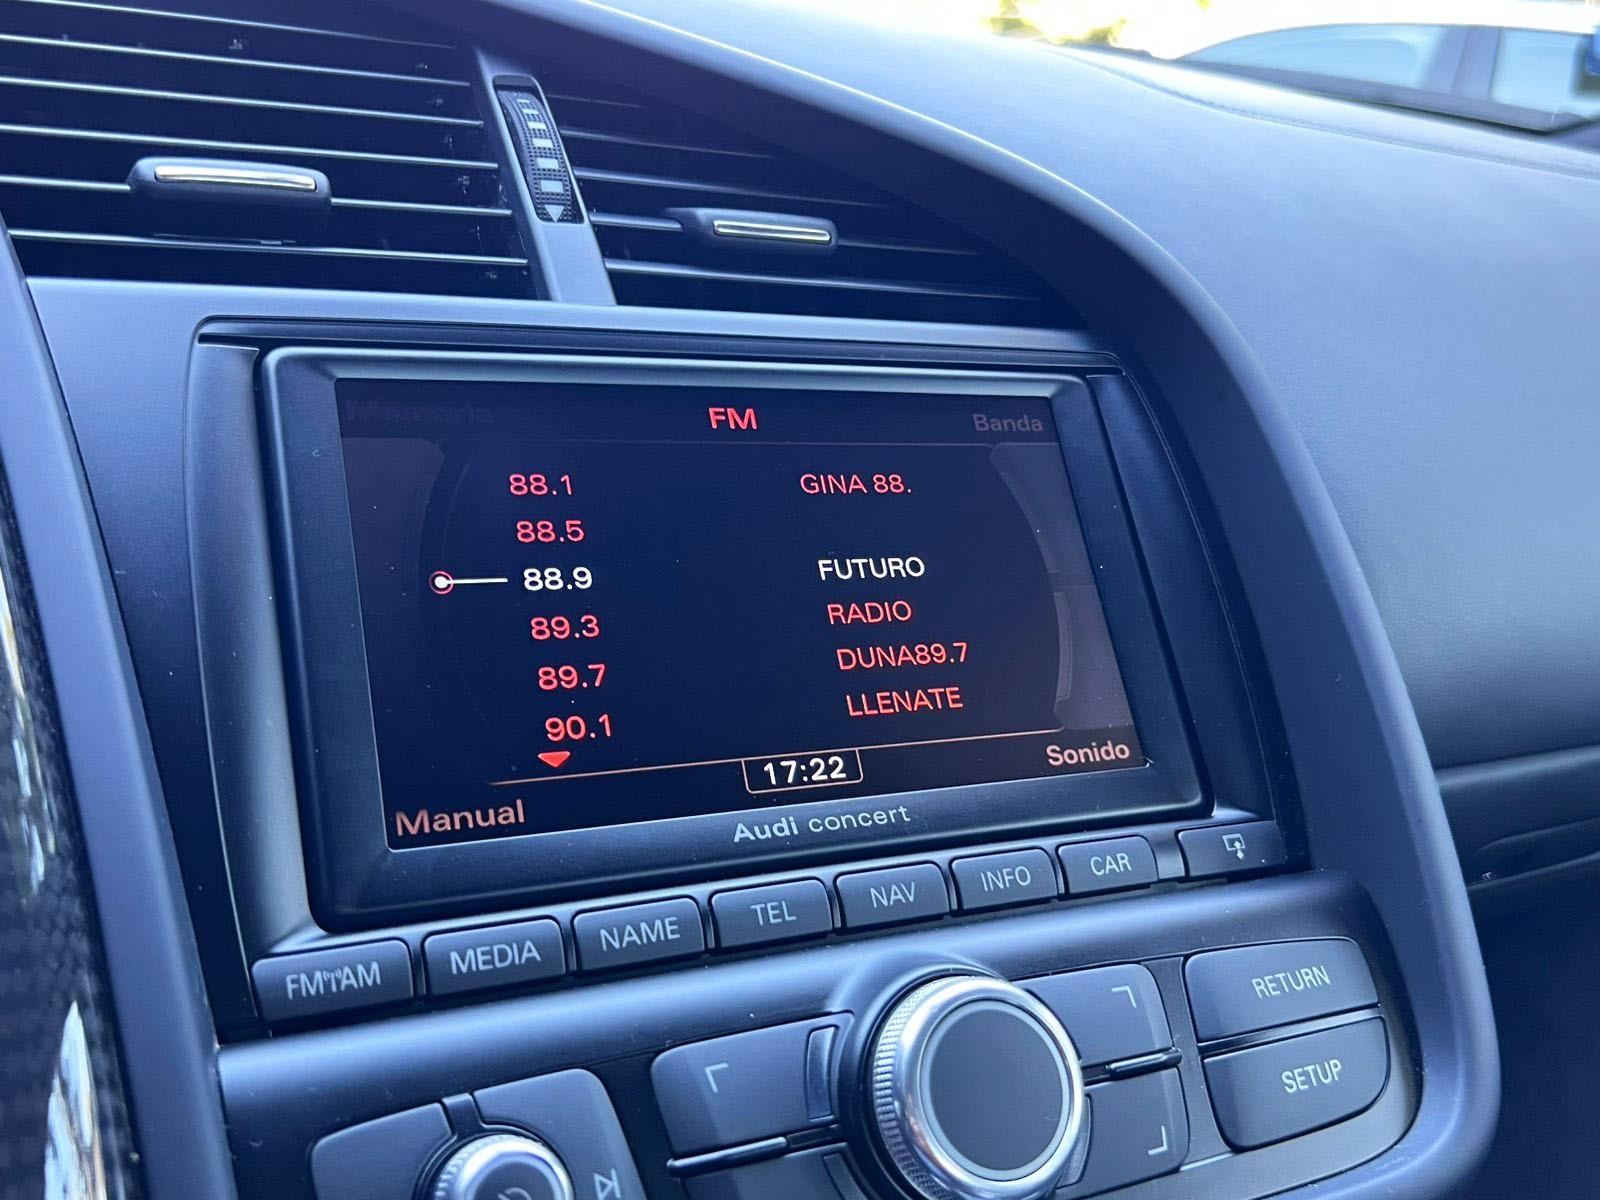 Memoria FM Banda
88.1 GINA 88.
88.5
88.9 FUTURO
89.3 RADIO
89.7 DUNA89.7
90.1 LLENATE
Manual 17:22 Sonido
Audi concert
FM/AM MEDIA NAME TEL NAV INFO CAR
RETURN
SETUP